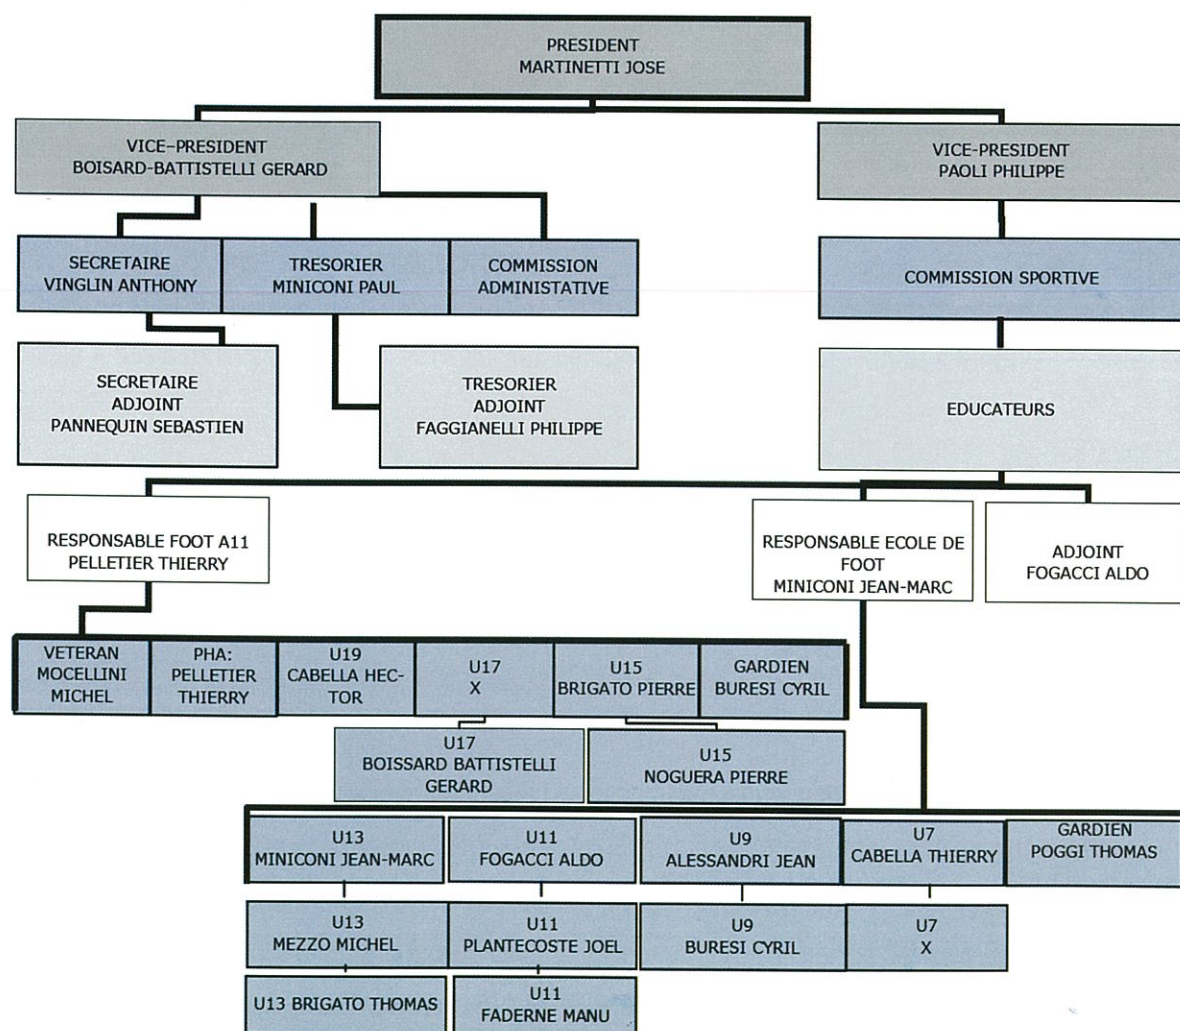 PRESIDENT
MARTINETTI JOSE
VICE-PRESIDENT
BOISARD-BATTISTELLI GERARD
VICE-PRESIDENT
PAOLI PHILIPPE
SECRETAIRE
VINGLIN ANTHONY
TRESORIER
MINICONI PAUL
COMMISSION
ADMINISTATIVE
COMMISSION SPORTIVE
SECRETAIRE
ADJOINT
PANNEQUIN SEBASTIEN
TRESORIER
ADJOINT
FAGGIANELLI PHILIPPE
EDUCATEURS
RESPONSABLE FOOT A11
PELLETIER THIERRY
RESPONSABLE ECOLE DE
FOOT
MINICONI JEAN-MARC
ADJOINT
FOGACCI ALDO
VETERAN
MOCELLINI
MICHEL
PHA:
PELLETIER
THIERRY
U19
CABELLA HEC-
TOR
U17
X
U15
BRIGATO PIERRE
GARDIEN
BURESI CYRIL
U17
BOISSARD BATTISTELLI
GERARD
U15
NOGUERA PIERRE
U13
MINICONI JEAN-MARC
U11
FOGACCI ALDO
U9
ALESSANDRI JEAN
U7
CABELLA THIERRY
GARDIEN
POGGI THOMAS
U13
MEZZO MICHEL
U11
PLANTECOSTE JOEL
U9
BURESI CYRIL
U7
X
U13 BRIGATO THOMAS
U11
FADERNE MANU